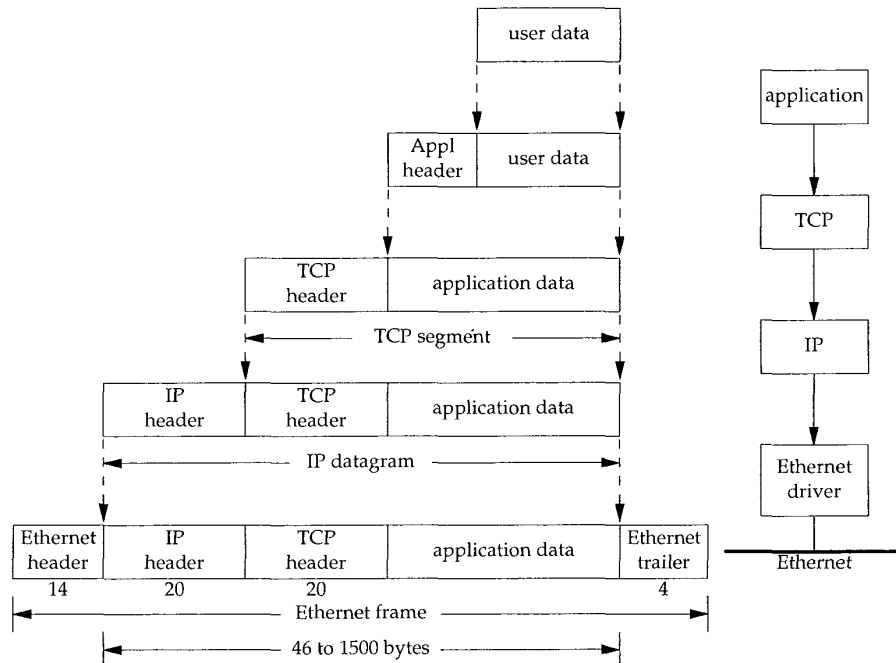 user data
application
Appl
header
user data
TCP
TCP
header
application data
TCP segment
IP
IP
header
TCP
header
application data
IP datagram
Ethernet
driver
Ethernet
header
IP
header
TCP
header
application data
Ethernet
trailer
Ethernet
14
20
20
4
Ethernet frame
46 to 1500 bytes